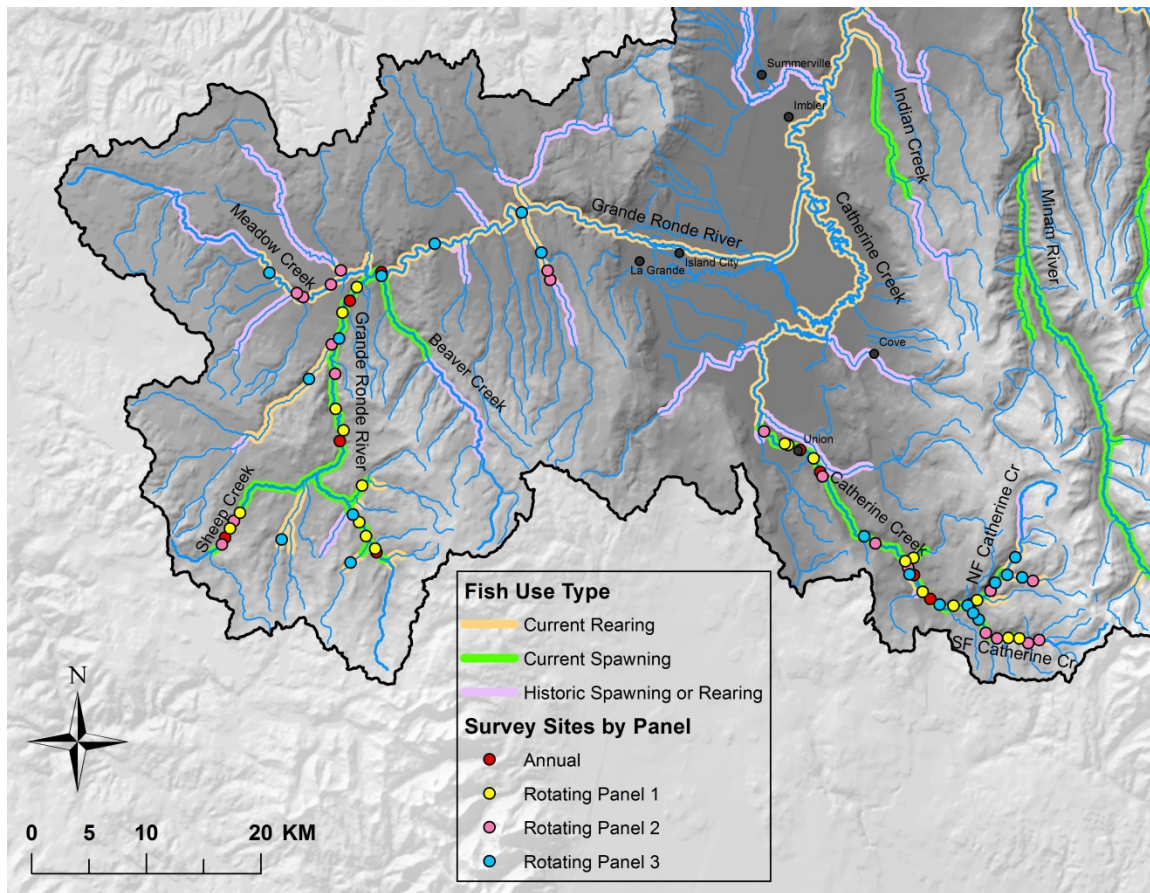 Summerville
Imbler
Indian Creek
Minam River
Meadow Creek
Grande Ronde River
Catherine Creek
La Grande
Island City
Grande Ronde River
Beaver Creek
Cove
Union
Sheep Creek
Catherine Creek
NF Catherine Cr
SF Catherine Cr
Fish Use Type
Current Rearing
Current Spawning
Historic Spawning or Rearing
Survey Sites by Panel
Annual
Rotating Panel 1
Rotating Panel 2
Rotating Panel 3
N
0 5 10 20 KM